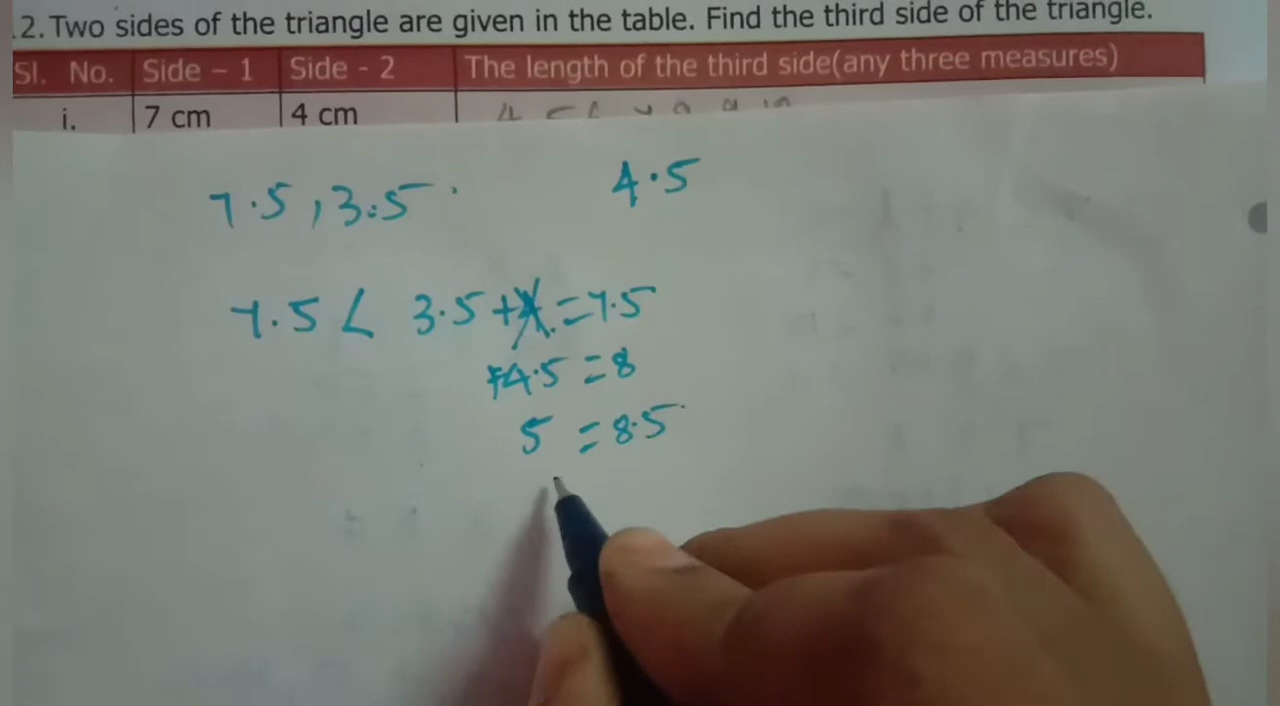 2. Two sides of the triangle are given in the table. Find the third side of the triangle.
Sl. No. Side – 1 Side - 2 The length of the third side(any three measures)
i. 7 cm 4 cm
7.5, 3.5 4.5
7.5 < 3.5 + = 7.5
+4.5 = 8
5 = 8.5